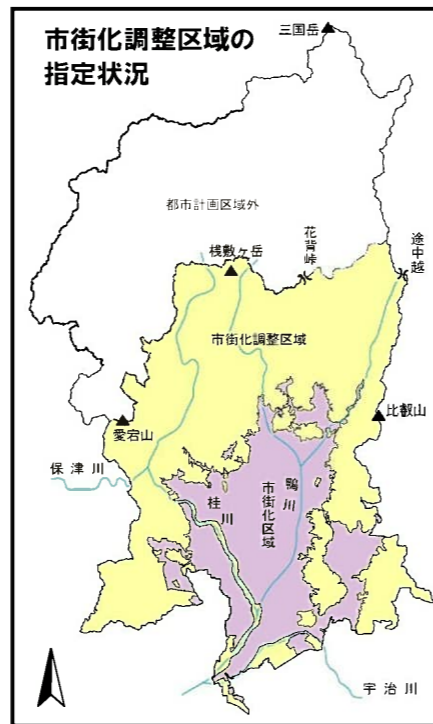 市街化調整区域の
指定状況
三国岳
都市計画区域外
花背峠
途中越
桟敷ヶ岳
市街化調整区域
比叡山
愛宕山
保津川
鴨川
桂川
市街化区域
宇治川